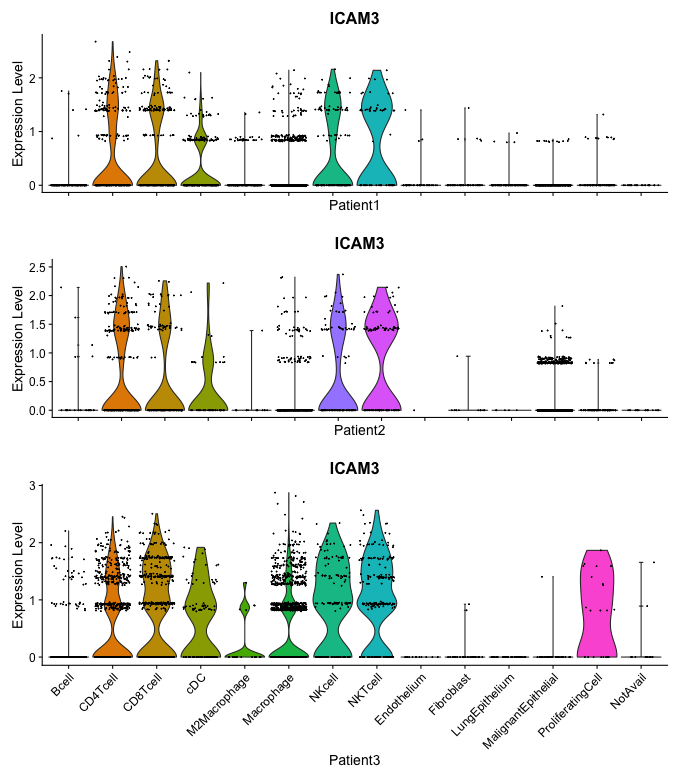 ICAM3
Expression Level
2
1
0
Patient1
ICAM3
Expression Level
2.5
2.0
1.5
1.0
0.5
0.0
Patient2
ICAM3
Expression Level
3
2
1
0
Bcell
CD4Tcell
CD8Tcell
cDC
M2Macrophage
Macrophage
NKcell
NKTcell
Endothelium
Fibroblast
LungEpithelium
MalignantEpithelial
ProliferatingCell
NotAvail
Patient3